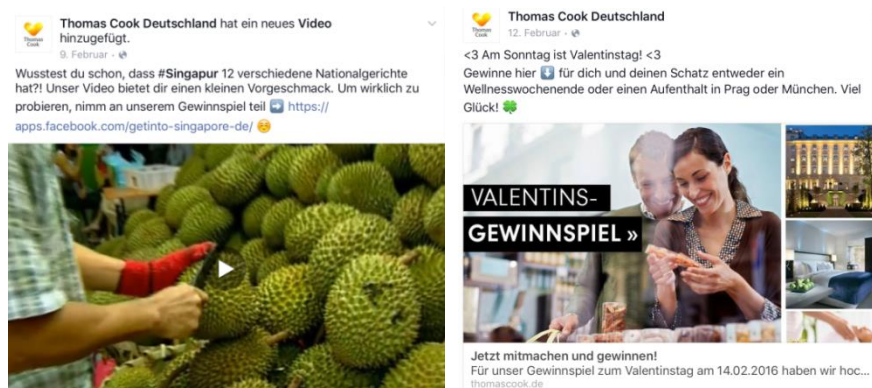 Thomas Cook Deutschland hat ein neues Video
hinzugefügt.
9. Februar ·
Wusstest du schon, dass #Singapur 12 verschiedene Nationalgerichte
hat?! Unser Video bietet dir einen kleinen Vorgeschmack. Um wirklich zu
probieren, nimm an unserem Gewinnspiel teil ➡️ https://
apps.facebook.com/getinto-singapore-de/ ☺️
Thomas Cook
Thomas Cook Deutschland
12. Februar ·
<3 Am Sonntag ist Valentinstag! <3
Gewinne hier ⬇️ für dich und deinen Schatz entweder ein
Wellnesswochenende oder einen Aufenthalt in Prag oder München. Viel
Glück! 🍀
Thomas Cook
VALENTINS-
GEWINNSPIEL »
Jetzt mitmachen und gewinnen!
Für unser Gewinnspiel zum Valentinstag am 14.02.2016 haben wir hoc...
thomascook.de